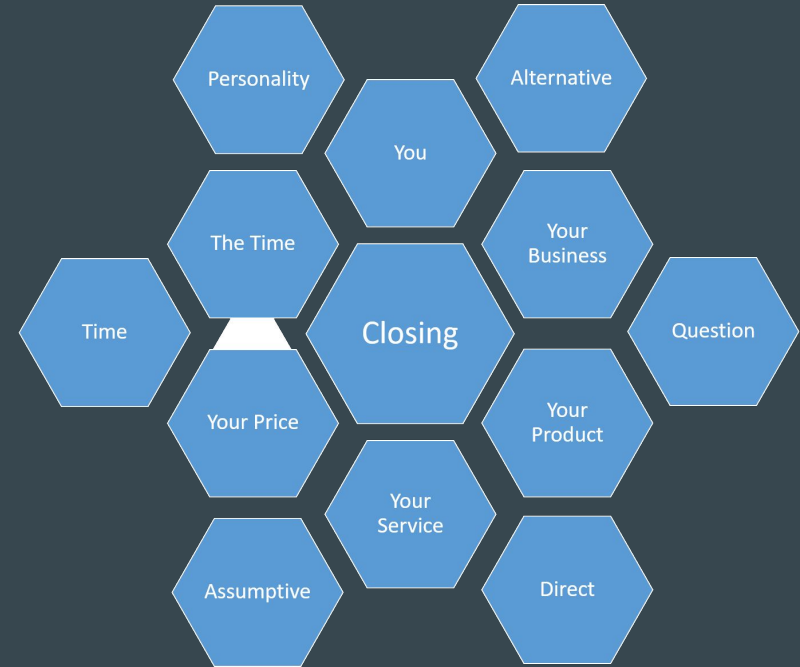 Personality
Alternative
You
The Time
Your
Business
Time
Closing
Question
Your Price
Your
Product
Your
Service
Assumptive
Direct